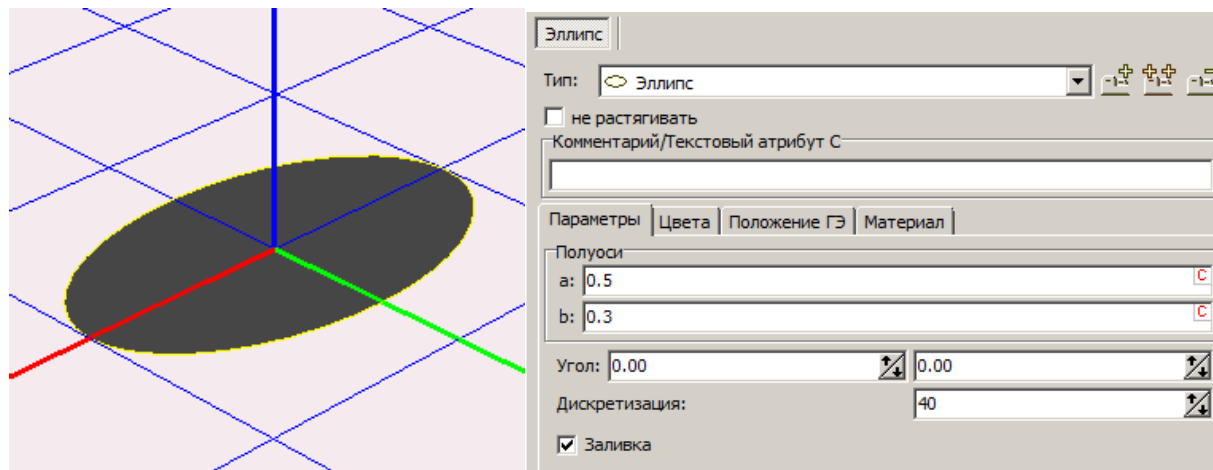 Эллипс
Тип: Эллипс
не растягивать
Комментарий/Текстовый атрибут C
Параметры Цвета Положение ГЭ Материал
Полуоси
a: 0.5 C
b: 0.3 C
Угол: 0.00 0.00
Дискретизация: 40
Заливка